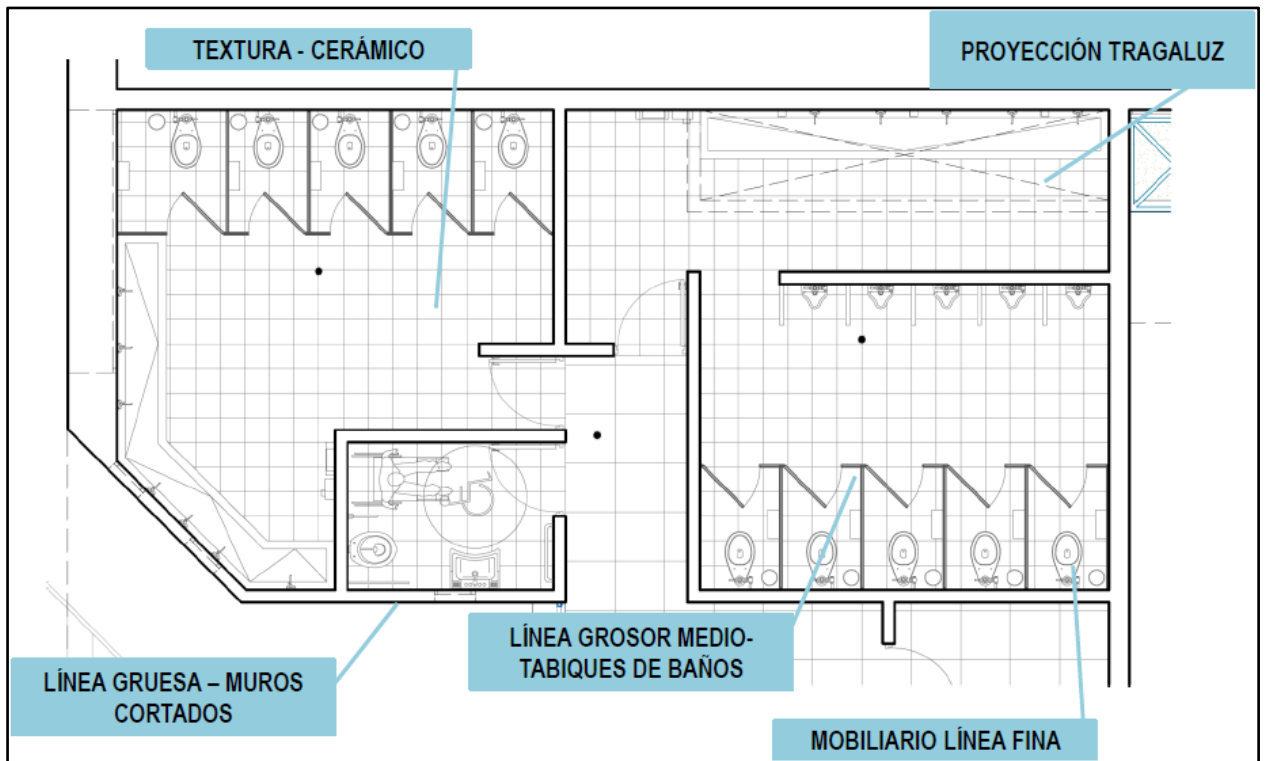 TEXTURA - CERÁMICO
PROYECCIÓN TRAGALUZ
LÍNEA GROSOR MEDIO-
TABIQUES DE BAÑOS
LÍNEA GRUESA – MUROS
CORTADOS
MOBILIARIO LÍNEA FINA